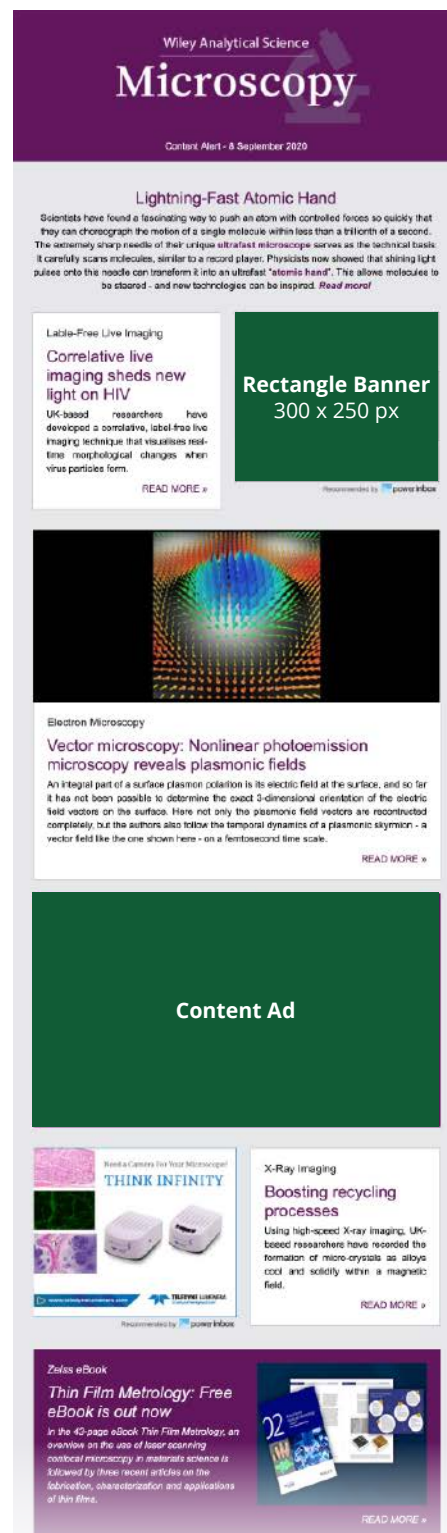 Wiley Analytical Science
Microscopy
Content Alert - 8 September 2020
Lightning-Fast Atomic Hand
Scientists have found a fascinating way to push an atom with controlled forces so quickly that
they can choreograph the motion of a single molecule within less than a trillionth of a second.
The extremely sharp needle of their unique ultrafast microscope serves as the technical basis:
it carefully scans molecules, similar to a record player. Physicists now showed that shining light
pulses onto this needle can transform it into an ultrafast "atomic hand". This allows molecules to
be steered - and new technologies can be inspired. Read more!
Lable-Free Live Imaging
Correlative live
imaging sheds new
light on HIV
UK-based researchers have
developed a correlative, label-free live
imaging technique that visualises real-
time morphological changes when
virus particles form.
READ MORE »
Rectangle Banner
300 x 250 px
Recommended by powerinbox
Electron Microscopy
Vector microscopy: Nonlinear photoemission
microscopy reveals plasmonic fields
An integral part of a surface plasmon polariton is its electric field at the surface, and so far
it has not been possible to determine the exact 3-dimensional orientation of the electric
field vectors on the surface. Here not only the plasmonic field vectors are recontructed
completely, but the authors also follow the temporal dynamics of a plasmonic skyrmion - a
vector field like the one shown here - on a femtosecond time scale.
READ MORE »
Content Ad
Need a Camera For Your Microscope?
THINK INFINITY
TELEDYNE LUMENERA
Recommended by powerinbox
X-Ray Imaging
Boosting recycling
processes
Using high-speed X-ray imaging, UK-
based researchers have recorded the
formation of micro-crystals as alloys
cool and solidify within a magnetic
field.
READ MORE »
Zeiss eBook
Thin Film Metrology: Free
eBook is out now
In the 43-page eBook Thin Film Metrology, an
overview on the use of laser scanning
confocal microscopy in materials science is
followed by three recent articles on the
fabrication, characterization and applications
of thin films.
02
READ MORE »